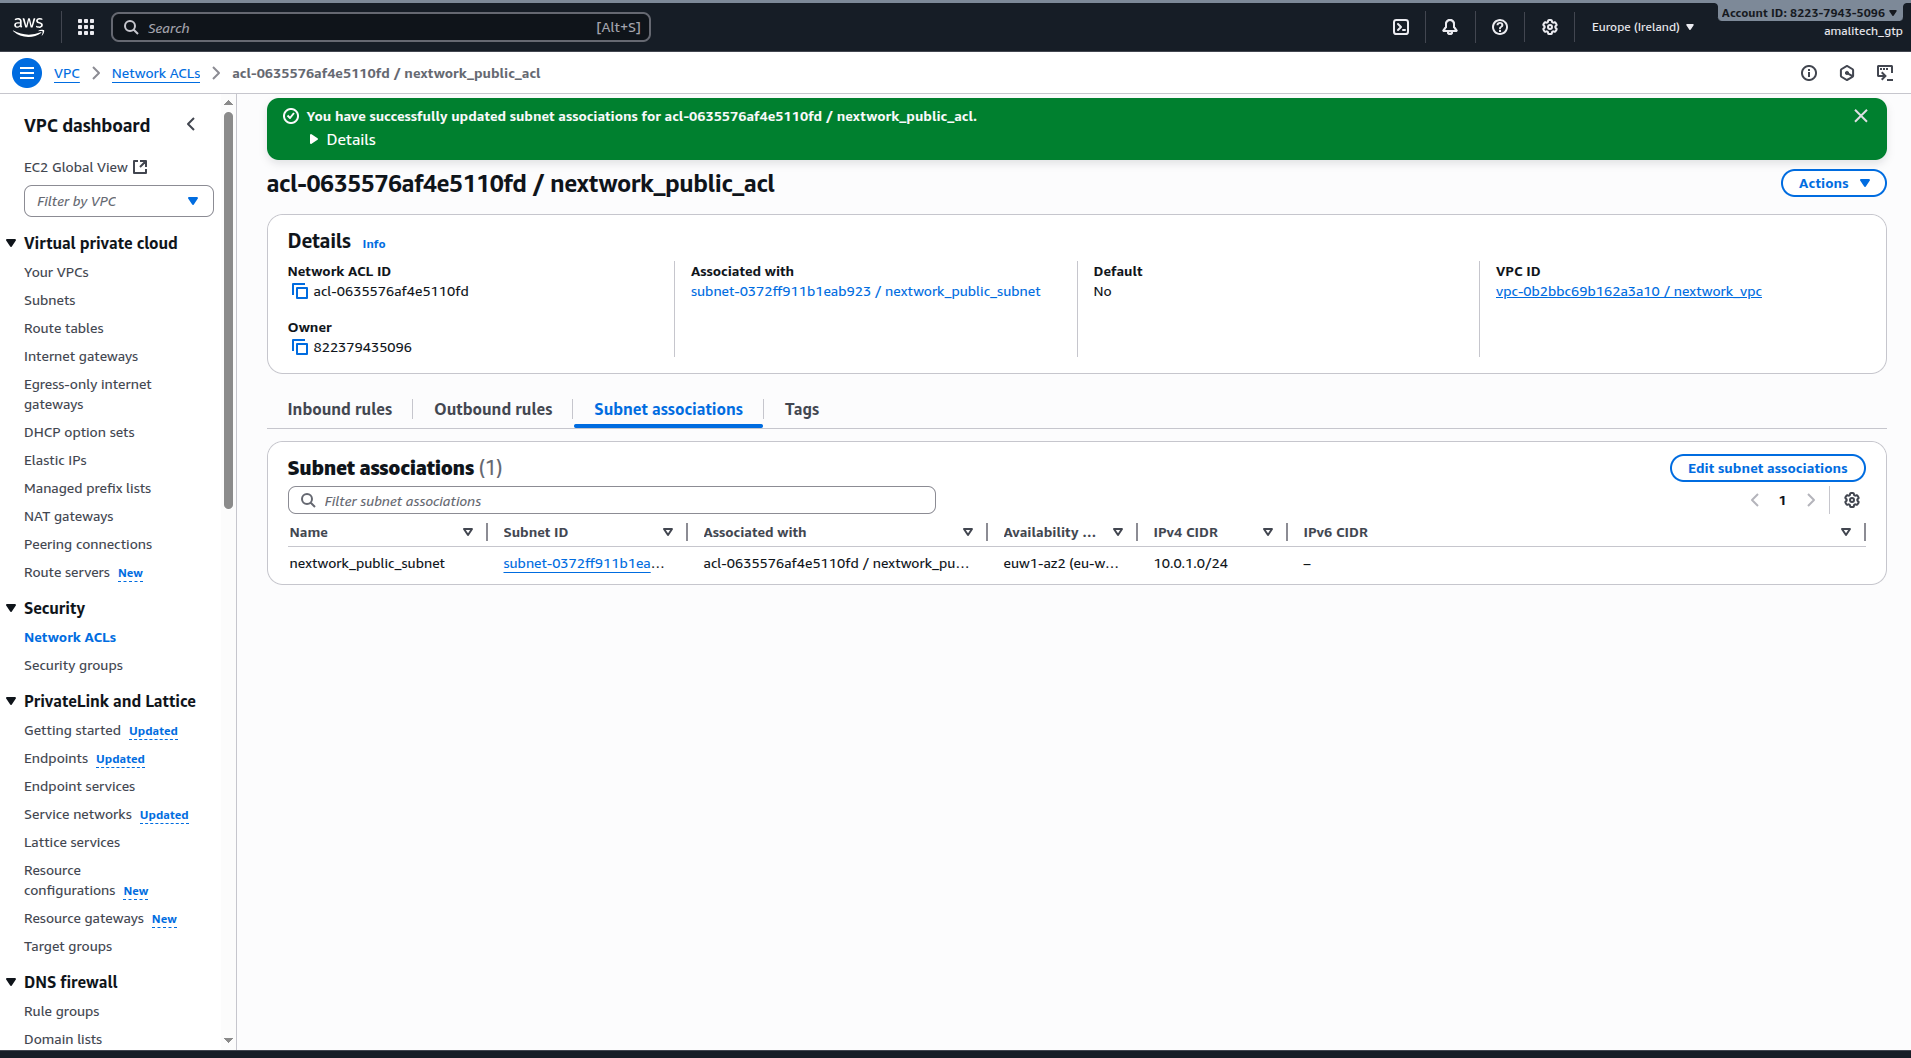 aws
Search
[Alt+S]
Europe (Ireland)
Account ID: 8223-7943-5096
amalitech_gtp
VPC
Network ACLs
acl-0635576af4e5110fd / nextwork_public_acl
VPC dashboard
EC2 Global View
Filter by VPC
Virtual private cloud
Your VPCs
Subnets
Route tables
Internet gateways
Egress-only internet
gateways
DHCP option sets
Elastic IPs
Managed prefix lists
NAT gateways
Peering connections
Route servers New
Security
Network ACLs
Security groups
PrivateLink and Lattice
Getting started Updated
Endpoints Updated
Endpoint services
Service networks Updated
Lattice services
Resource
configurations New
Resource gateways New
Target groups
DNS firewall
Rule groups
Domain lists
You have successfully updated subnet associations for acl-0635576af4e5110fd / nextwork_public_acl.
Details
acl-0635576af4e5110fd / nextwork_public_acl
Actions
Details Info
Network ACL ID
acl-0635576af4e5110fd
Associated with
subnet-0372ff911b1eab923 / nextwork_public_subnet
Default
No
VPC ID
vpc-0b2bbc69b162a3a10 / nextwork_vpc
Owner
822379435096
Inbound rules
Outbound rules
Subnet associations
Tags
Subnet associations (1)
Edit subnet associations
Filter subnet associations
1
Name Subnet ID Associated with Availability ... IPv4 CIDR IPv6 CIDR
nextwork_public_subnet subnet-0372ff911b1ea... acl-0635576af4e5110fd / nextwork_pu... euw1-az2 (eu-w... 10.0.1.0/24 –